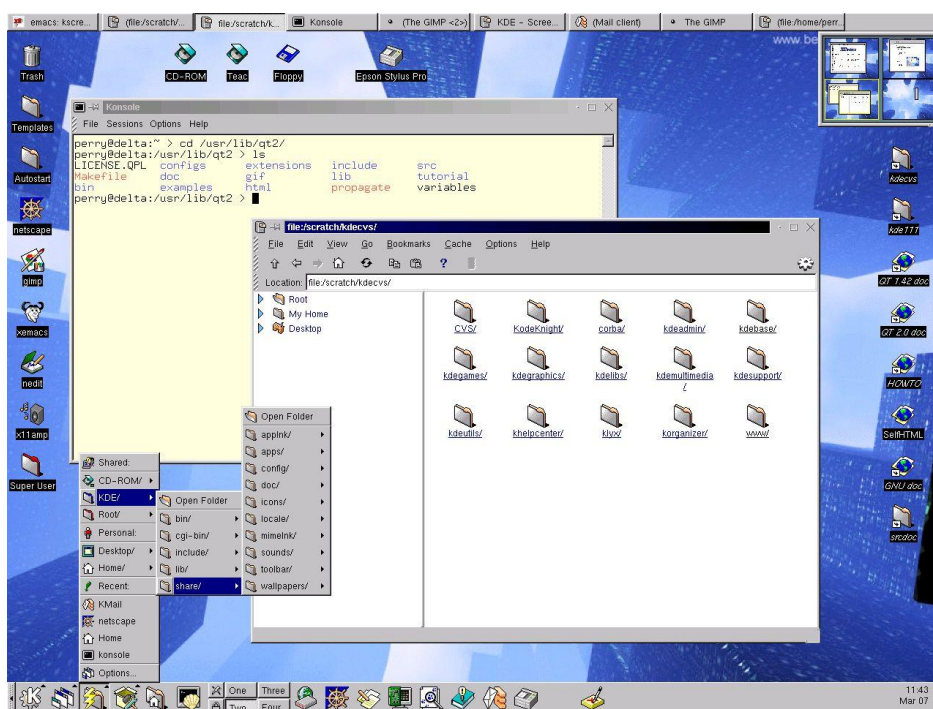 emacs: kscre...
(file:/scratch/...
file:/scratch/k...
Konsole
(The GIMP <2>)
KDE - Scree...
(Mail client)
The GIMP
(file:/home/perr...
www.be
Trash
CD-ROM
Teac
Floppy
Epson Stylus Pro
Templates
Autostart
netscape
gimp
xemacs
nedit
x11amp
Super User
Konsole
File Sessions Options Help
perry@delta:~ > cd /usr/lib/qt2/
perry@delta:/usr/lib/qt2 > ls
LICENSE.QPL configs extensions include src
Makefile doc gif lib tutorial
bin examples html propagate variables
perry@delta:/usr/lib/qt2 >
file:/scratch/kdecvs/
File Edit View Go Bookmarks Cache Options Help
Location: file:/scratch/kdecvs/
Root
My Home
Desktop
CVS/ KodeKnight/ corba/ kdeadmin/ kdebase/
kdegames/ kdegraphics/ kdelibs/ kdemultimedia/ kdesupport/
kdeutils/ khelpcenter/ klyx/ korganizer/ www/
kdecvs
kde111
QT 1.42 doc
QT 2.0 doc
HOWTO
SelfHTML
GNU doc
srcdoc
Shared:
CD-ROM/
KDE/
Root/
Personal:
Desktop/
Home/
Recent:
KMail
netscape
Home
konsole
Options...
Open Folder
bin/
cgi-bin/
include/
lib/
share/
Open Folder
applnk/
apps/
config/
doc/
icons/
locale/
mimelnk/
sounds/
toolbar/
wallpapers/
One Three
Two Four
11:43
Mar 07